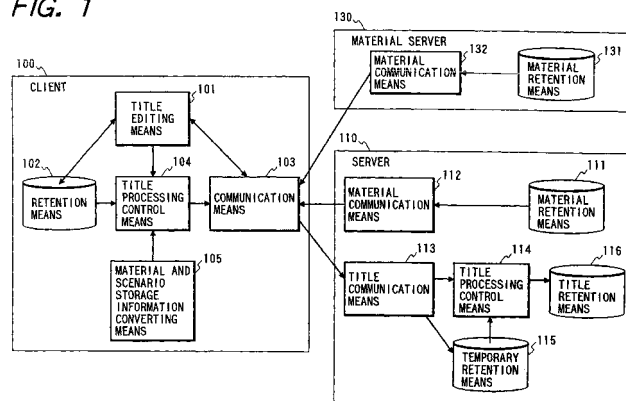 FIG. 1
100
CLIENT
101
TITLE
EDITING
MEANS
102
RETENTION
MEANS
104
TITLE
PROCESSING
CONTROL
MEANS
103
COMMUNICATION
MEANS
105
MATERIAL AND
SCENARIO
STORAGE
INFORMATION
CONVERTING
MEANS
130
MATERIAL SERVER
132
MATERIAL
COMMUNICATION
MEANS
131
MATERIAL
RETENTION
MEANS
110
SERVER
112
MATERIAL
COMMUNICATION
MEANS
111
MATERIAL
RETENTION
MEANS
113
TITLE
COMMUNICATION
MEANS
114
TITLE
PROCESSING
CONTROL
MEANS
116
TITLE
RETENTION
MEANS
115
TEMPORARY
RETENTION
MEANS